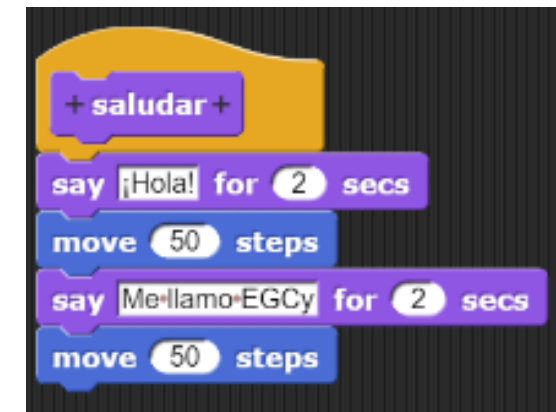 + saludar +
say ¡Hola! for 2 secs
move 50 steps
say Me llamo EGCy for 2 secs
move 50 steps